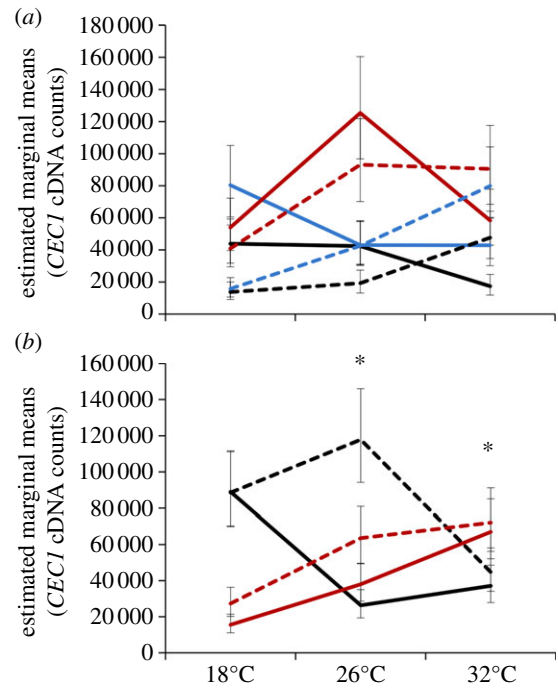 (a)
180 000
160 000
140 000
120 000
100 000
80 000
60 000
40 000
20 000
0
estimated marginal means
(CEC1 cDNA counts)
(b)
160 000
140 000
120 000
100 000
80 000
60 000
40 000
20 000
0
estimated marginal means
(CEC1 cDNA counts)
*
*
18°C
26°C
32°C